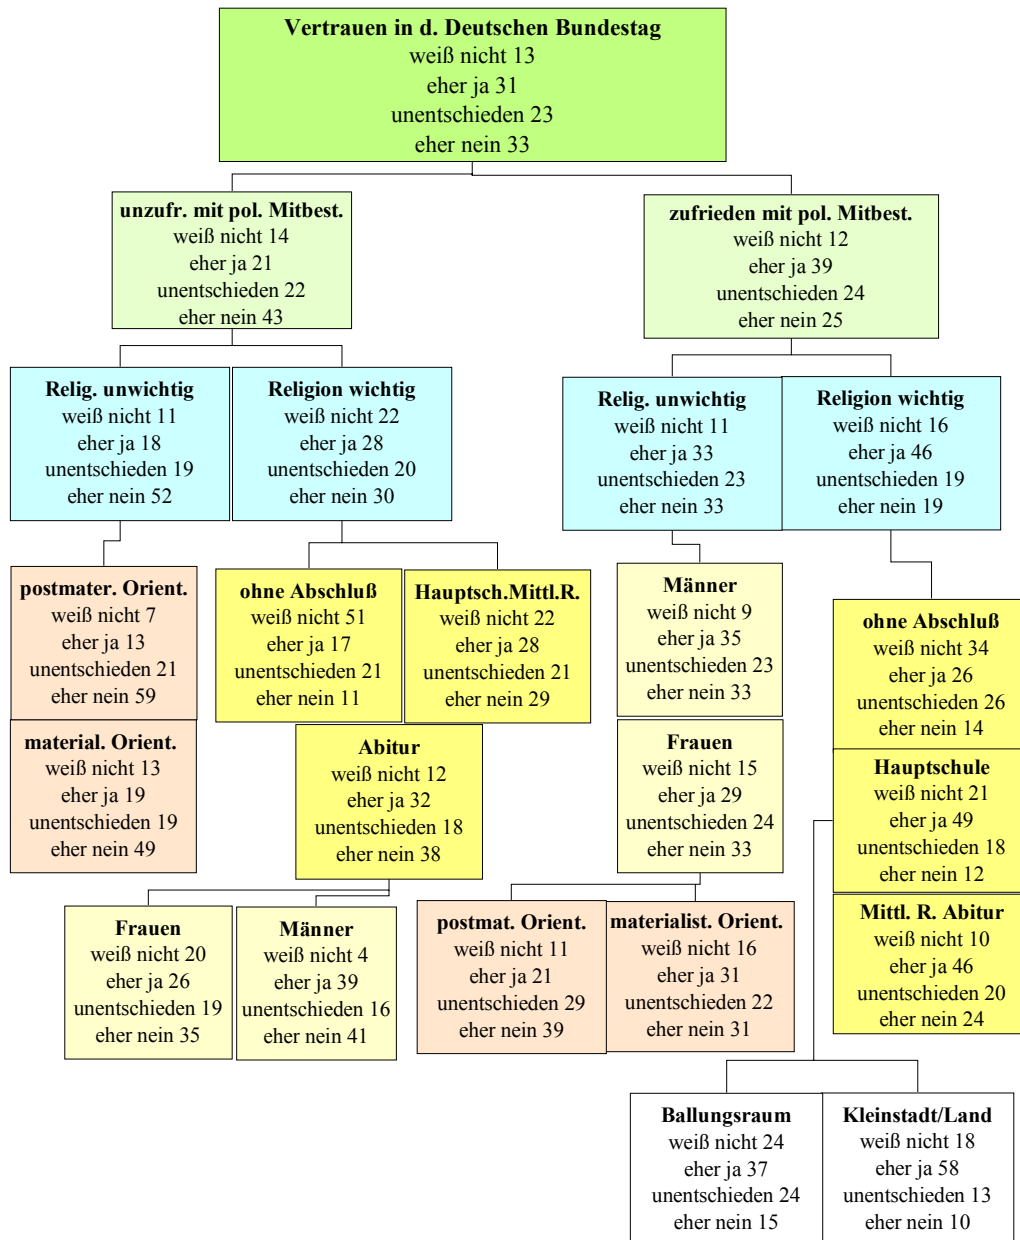 Vertrauen in d. Deutschen Bundestag
weiß nicht 13
eher ja 31
unentschieden 23
eher nein 33
unzufr. mit pol. Mitbest.
weiß nicht 14
eher ja 21
unentschieden 22
eher nein 43
zufrieden mit pol. Mitbest.
weiß nicht 12
eher ja 39
unentschieden 24
eher nein 25
Relig. unwichtig
weiß nicht 11
eher ja 18
unentschieden 19
eher nein 52
Religion wichtig
weiß nicht 22
eher ja 28
unentschieden 20
eher nein 30
Relig. unwichtig
weiß nicht 11
eher ja 33
unentschieden 23
eher nein 33
Religion wichtig
weiß nicht 16
eher ja 46
unentschieden 19
eher nein 19
postmater. Orient.
weiß nicht 7
eher ja 13
unentschieden 21
eher nein 59
material. Orient.
weiß nicht 13
eher ja 19
unentschieden 19
eher nein 49
ohne Abschluß
weiß nicht 51
eher ja 17
unentschieden 21
eher nein 11
Hauptsch.Mittl.R.
weiß nicht 22
eher ja 28
unentschieden 21
eher nein 29
Abitur
weiß nicht 12
eher ja 32
unentschieden 18
eher nein 38
Männer
weiß nicht 9
eher ja 35
unentschieden 23
eher nein 33
Frauen
weiß nicht 15
eher ja 29
unentschieden 24
eher nein 33
ohne Abschluß
weiß nicht 34
eher ja 26
unentschieden 26
eher nein 14
Hauptschule
weiß nicht 21
eher ja 49
unentschieden 18
eher nein 12
Mittl. R. Abitur
weiß nicht 10
eher ja 46
unentschieden 20
eher nein 24
Frauen
weiß nicht 20
eher ja 26
unentschieden 19
eher nein 35
Männer
weiß nicht 4
eher ja 39
unentschieden 16
eher nein 41
postmat. Orient.
weiß nicht 11
eher ja 21
unentschieden 29
eher nein 39
materialist. Orient.
weiß nicht 16
eher ja 31
unentschieden 22
eher nein 31
Ballungsraum
weiß nicht 24
eher ja 37
unentschieden 24
eher nein 15
Kleinstadt/Land
weiß nicht 18
eher ja 58
unentschieden 13
eher nein 10